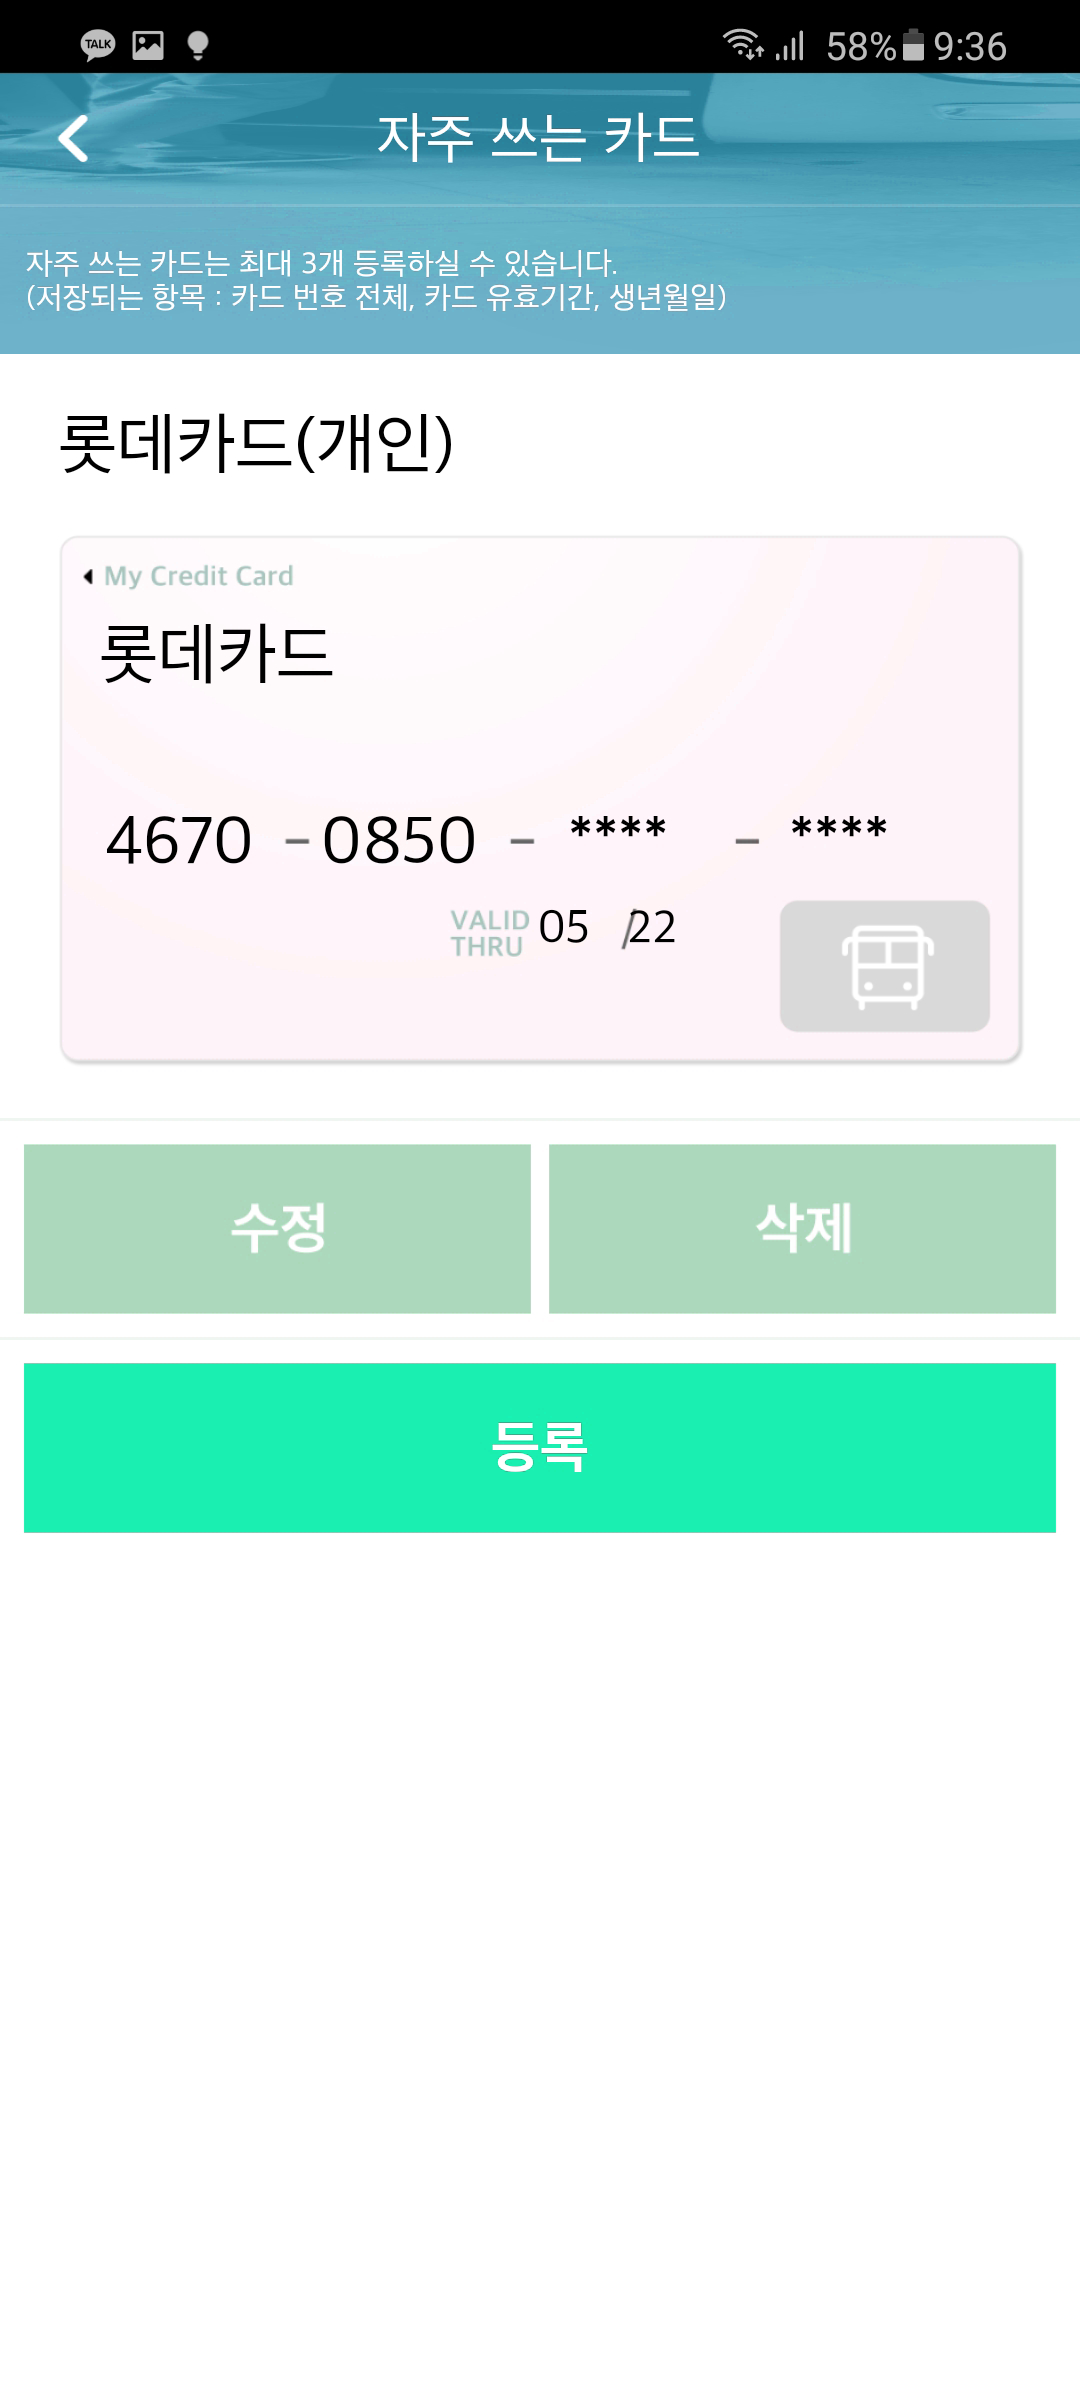 TALK 58% 9:36
자주 쓰는 카드
자주 쓰는 카드는 최대 3개 등록하실 수 있습니다.
(저장되는 항목 : 카드 번호 전체, 카드 유효기간, 생년월일)
롯데카드(개인)
My Credit Card
롯데카드
4670 - 0850 - **** - ****
VALID THRU 05 /22
수정 삭제
등록